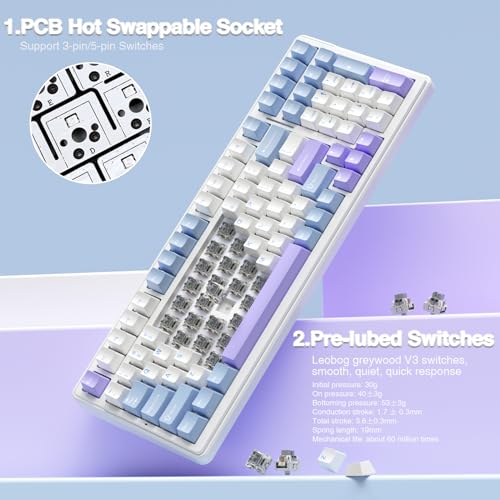 1.PCB Hot Swappable Socket
Support 3-pin/5-pin Switches
E
R
D
2.Pre-lubed Switches
Leobog greywood V3 switches,
smooth, quiet, quick response
Initial pressure: 30g
On pressure: 40±3g
Bottoming pressure: 53±3g
Conduction stroke: 1.7 ± 0.3mm
Total stroke: 3.6±0.3mm
Spong length: 19mm
Mechanical life: about 60 million times